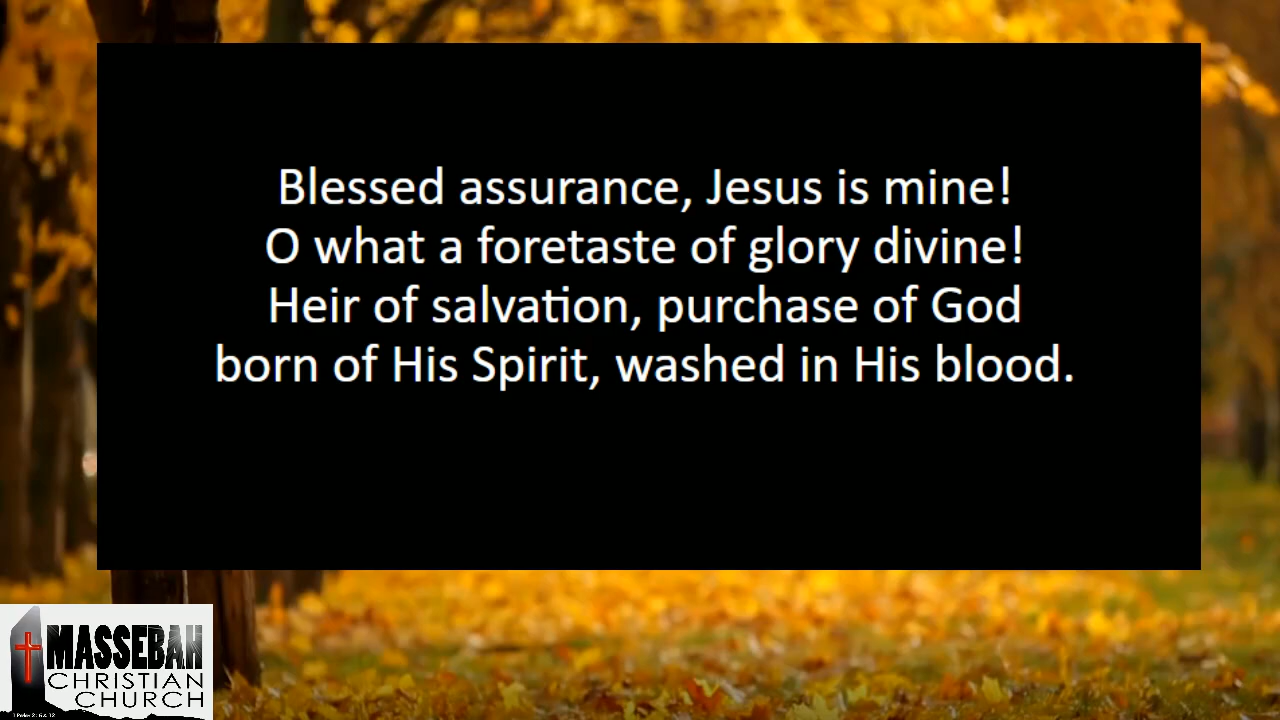 Blessed assurance, Jesus is mine!
O what a foretaste of glory divine!
Heir of salvation, purchase of God
born of His Spirit, washed in His blood.
MASSEBAH
CHRISTIAN
CHURCH